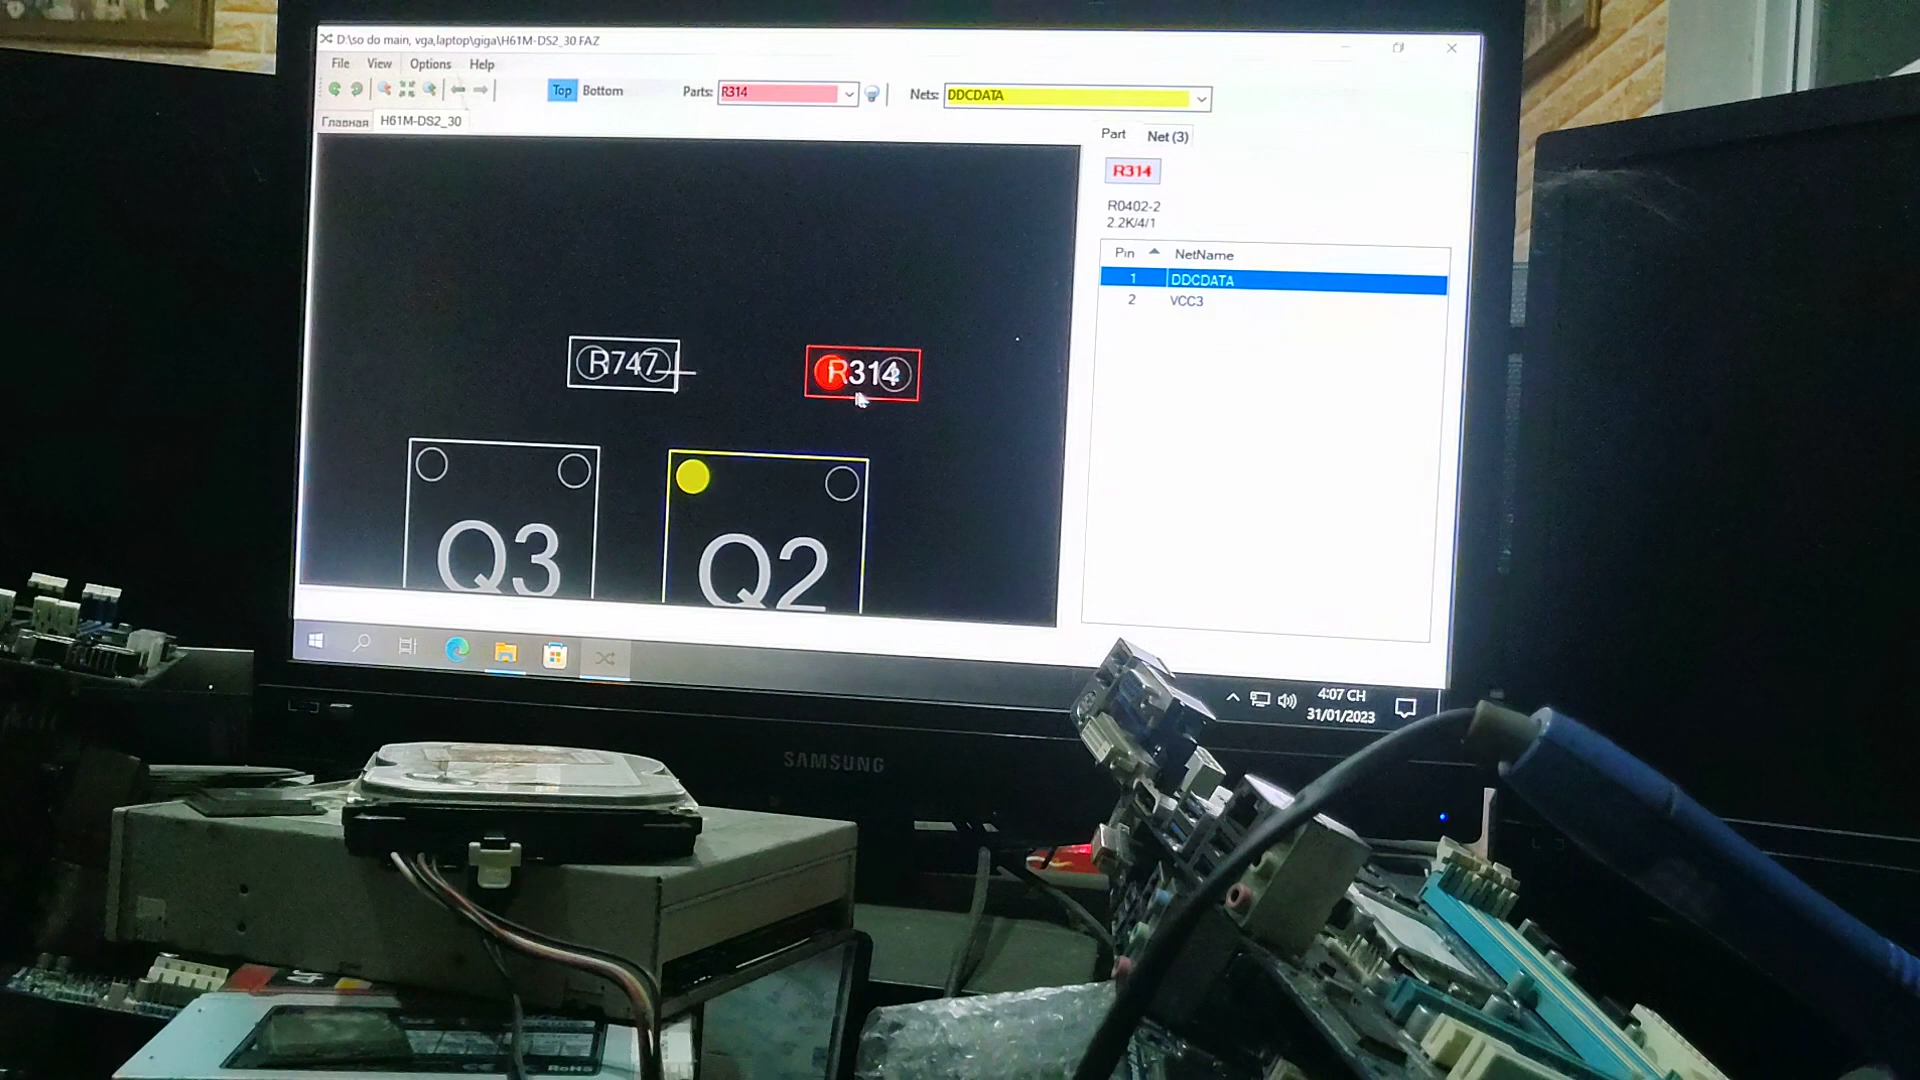 D:\so do main, vga,laptop\giga\H61M-DS2_30.FAZ
File View Options Help
Top Bottom Parts: R314 Nets: DDCDATA
Главная H61M-DS2_30
Part Net (3)
R314
R0402-2
2.2K/4/1
Pin NetName
1 DDCDATA
2 VCC3
R747
R314
Q3
Q2
4:07 CH
31/01/2023
SAMSUNG
RoHS